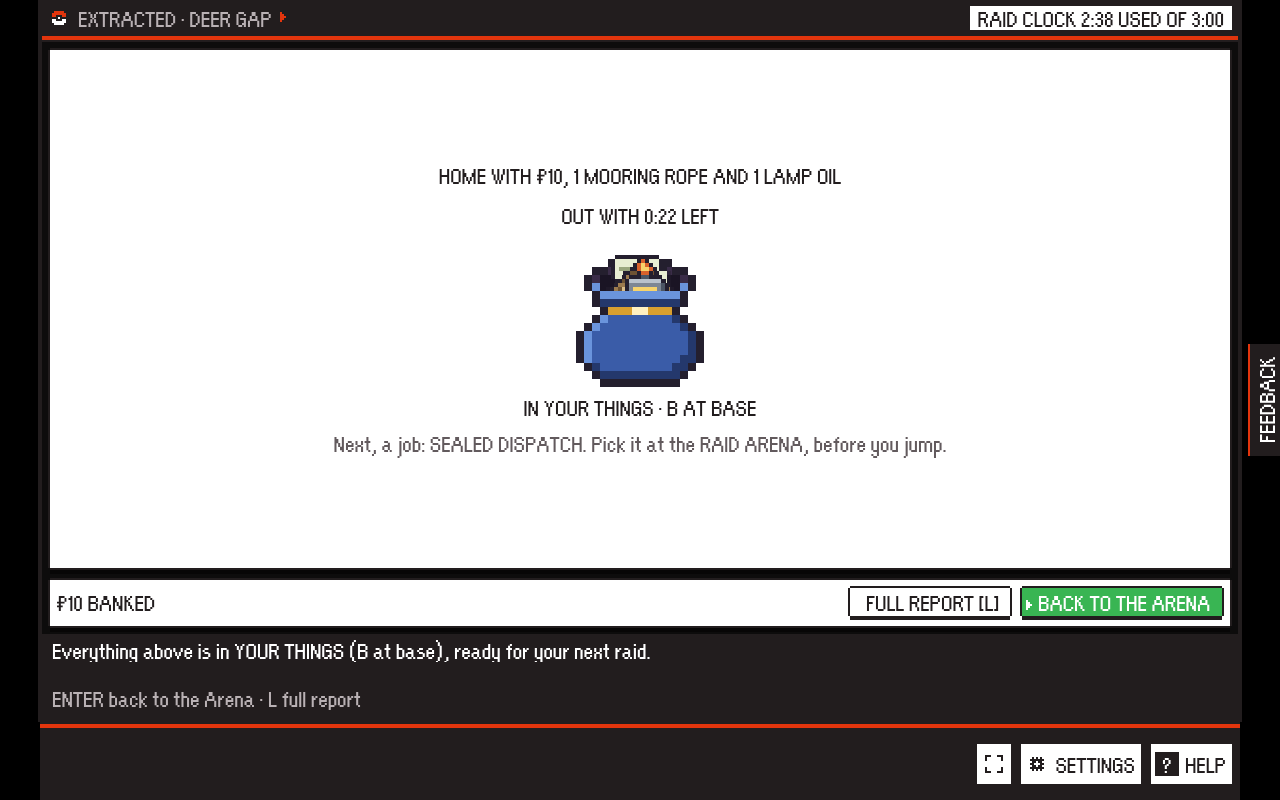 EXTRACTED · DEER GAP
RAID CLOCK 2:38 USED OF 3:00
HOME WITH ₽10, 1 MOORING ROPE AND 1 LAMP OIL
OUT WITH 0:22 LEFT
IN YOUR THINGS · B AT BASE
Next, a job: SEALED DISPATCH. Pick it at the RAID ARENA, before you jump.
FEEDBACK
₽10 BANKED
FULL REPORT [L]
BACK TO THE ARENA
Everything above is in YOUR THINGS (B at base), ready for your next raid.
ENTER back to the Arena · L full report
SETTINGS
? HELP